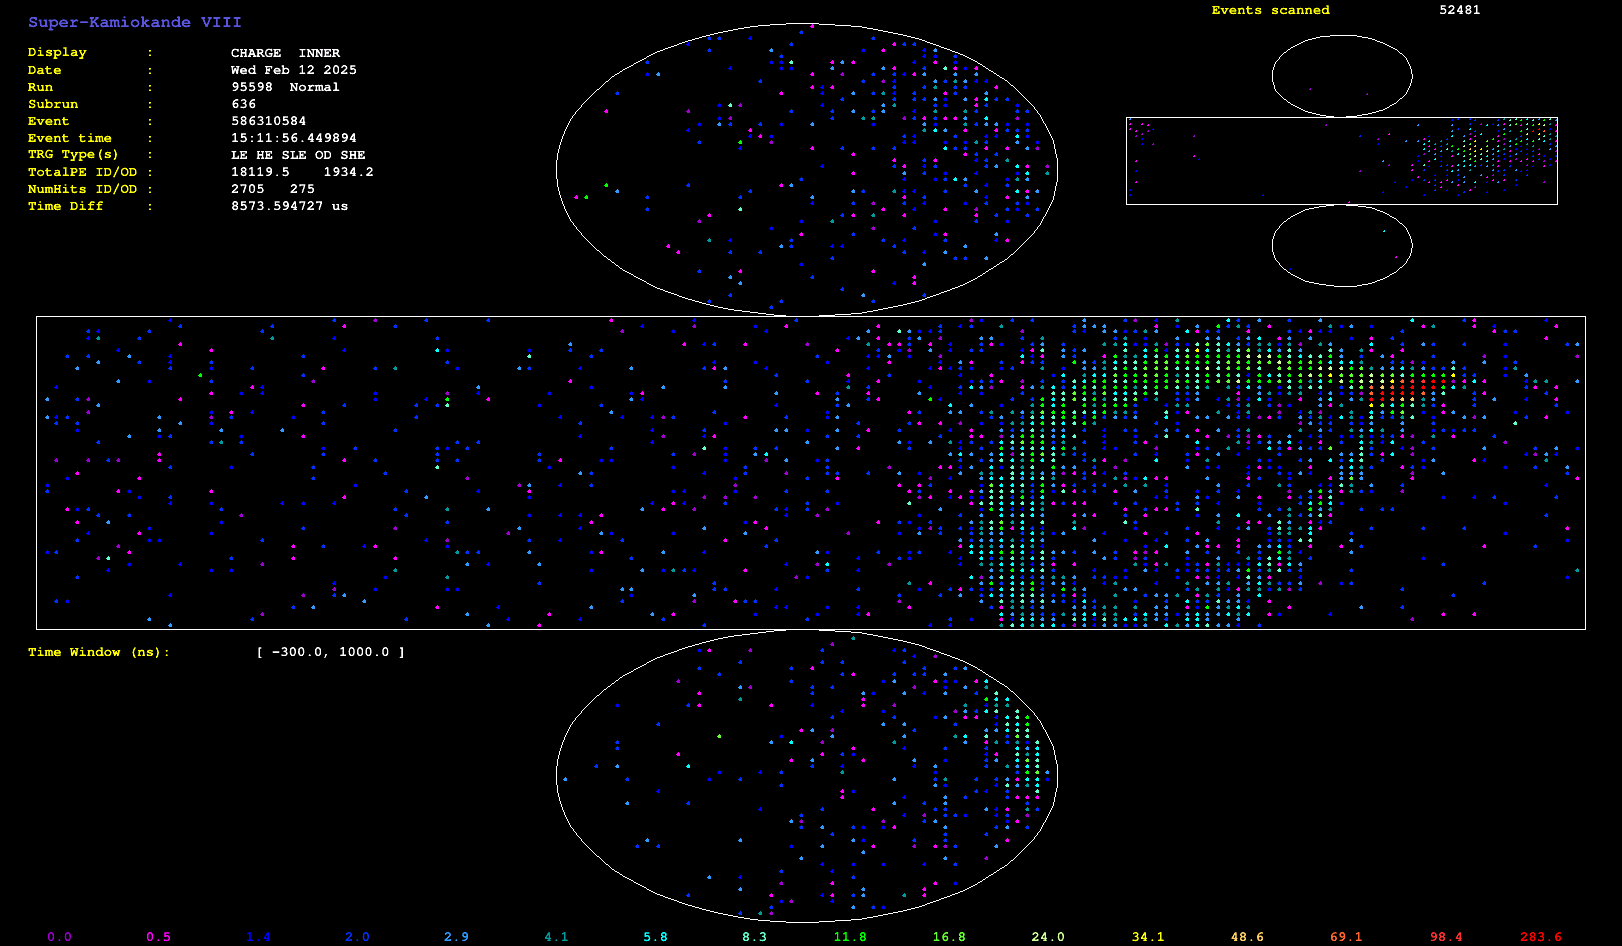 Super-Kamiokande VIII
Events scanned 52481
Display : CHARGE INNER
Date : Wed Feb 12 2025
Run : 95598 Normal
Subrun : 636
Event : 586310584
Event time : 15:11:56.449894
TRG Type(s) : LE HE SLE OD SHE
TotalPE ID/OD : 18119.5 1934.2
NumHits ID/OD : 2705 275
Time Diff : 8573.594727 us
Time Window (ns): [ -300.0, 1000.0 ]
0.0 0.5 1.4 2.0 2.9 4.1 5.8 8.3 11.8 16.8 24.0 34.1 48.6 69.1 98.4 283.6